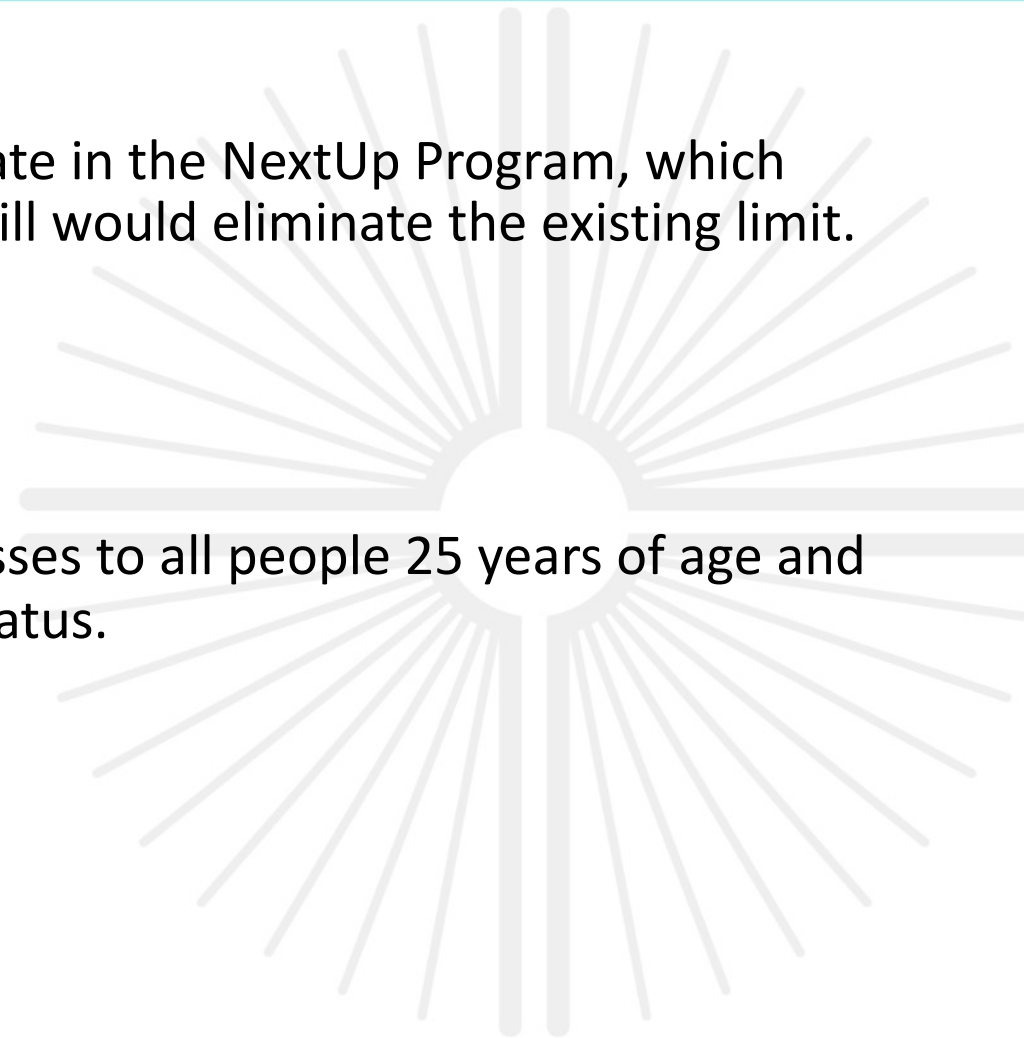 ate in the NextUp Program, which
ill would eliminate the existing limit.
sses to all people 25 years of age and
atus.